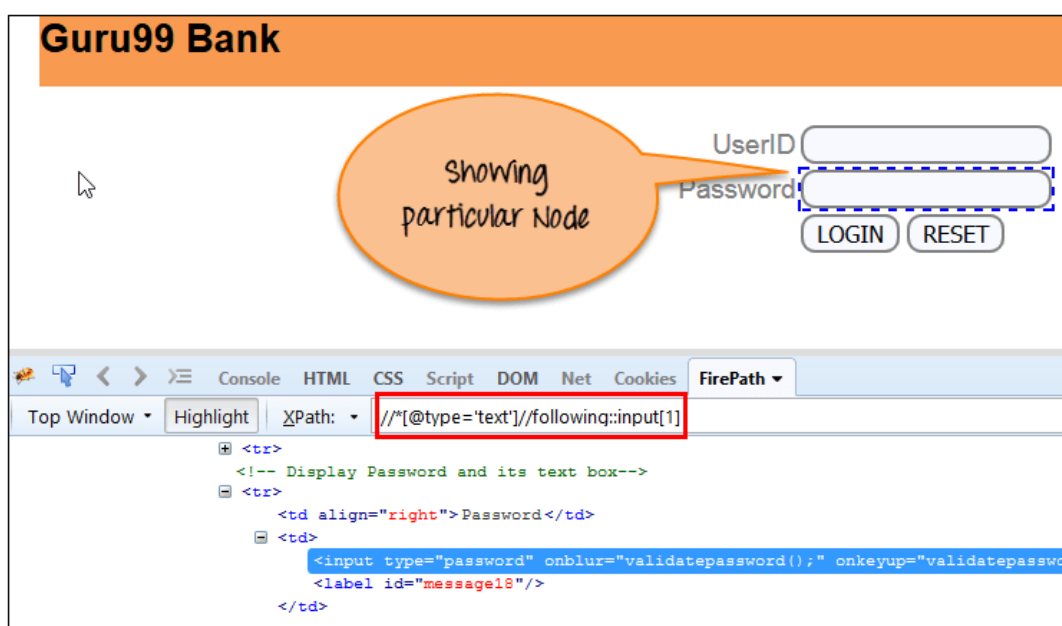 Guru99 Bank
UserID
Showing
particular Node
Password
LOGIN RESET
Console HTML CSS Script DOM Net Cookies FirePath
Top Window Highlight XPath: //*[@type='text']//following::input[1]
<tr>
<!-- Display Password and its text box-->
<tr>
<td align="right">Password</td>
<td>
<input type="password" onblur="validatepassword();" onkeyup="validatepasswo
<label id="message18"/>
</td>